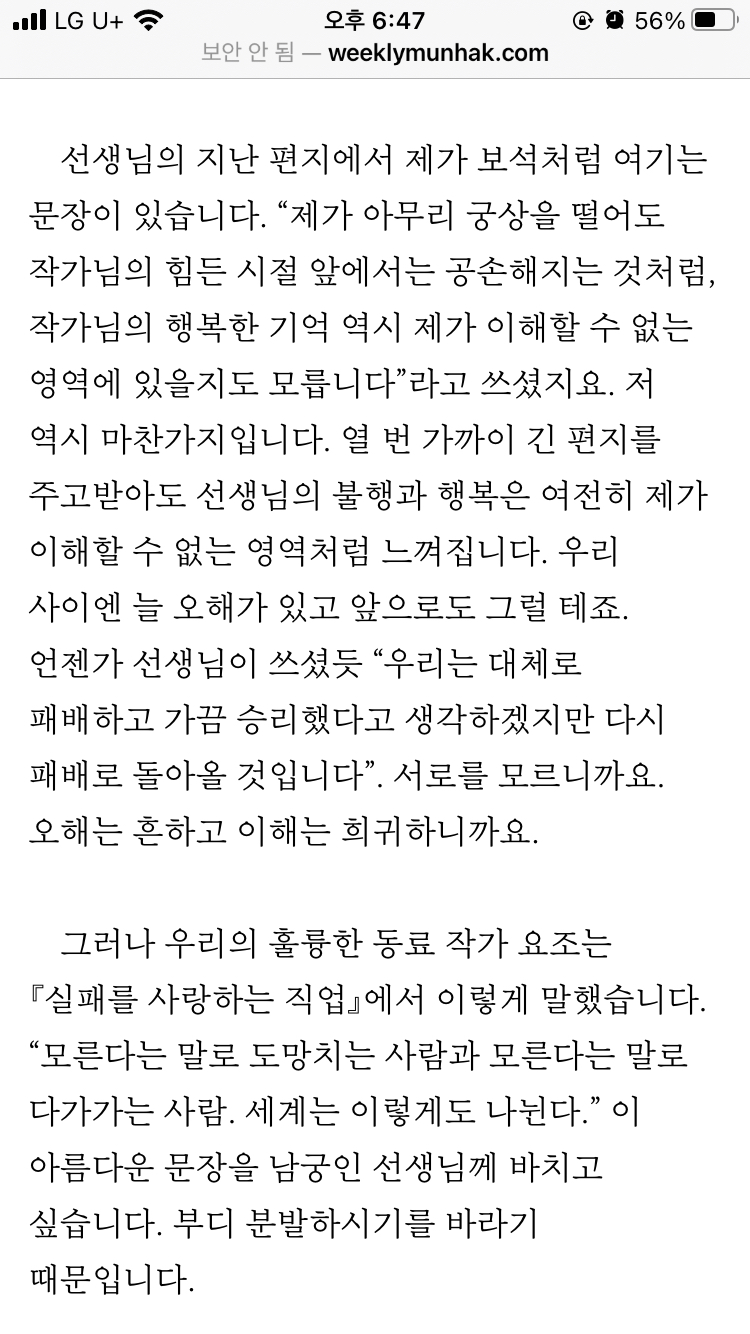 LG U+ 오후 6:47 56%
보안 안 됨 — weeklymunhak.com
선생님의 지난 편지에서 제가 보석처럼 여기는
문장이 있습니다. “제가 아무리 궁상을 떨어도
작가님의 힘든 시절 앞에서는 공손해지는 것처럼,
작가님의 행복한 기억 역시 제가 이해할 수 없는
영역에 있을지도 모릅니다”라고 쓰셨지요. 저
역시 마찬가지입니다. 열 번 가까이 긴 편지를
주고받아도 선생님의 불행과 행복은 여전히 제가
이해할 수 없는 영역처럼 느껴집니다. 우리
사이엔 늘 오해가 있고 앞으로도 그럴 테죠.
언젠가 선생님이 쓰셨듯 “우리는 대체로
패배하고 가끔 승리했다고 생각하겠지만 다시
패배로 돌아올 것입니다”. 서로를 모르니까요.
오해는 흔하고 이해는 희귀하니까요.
그러나 우리의 훌륭한 동료 작가 요조는
『실패를 사랑하는 직업』에서 이렇게 말했습니다.
“모른다는 말로 도망치는 사람과 모른다는 말로
다가가는 사람. 세계는 이렇게도 나뉜다.” 이
아름다운 문장을 남궁인 선생님께 바치고
싶습니다. 부디 분발하시기를 바라기
때문입니다.